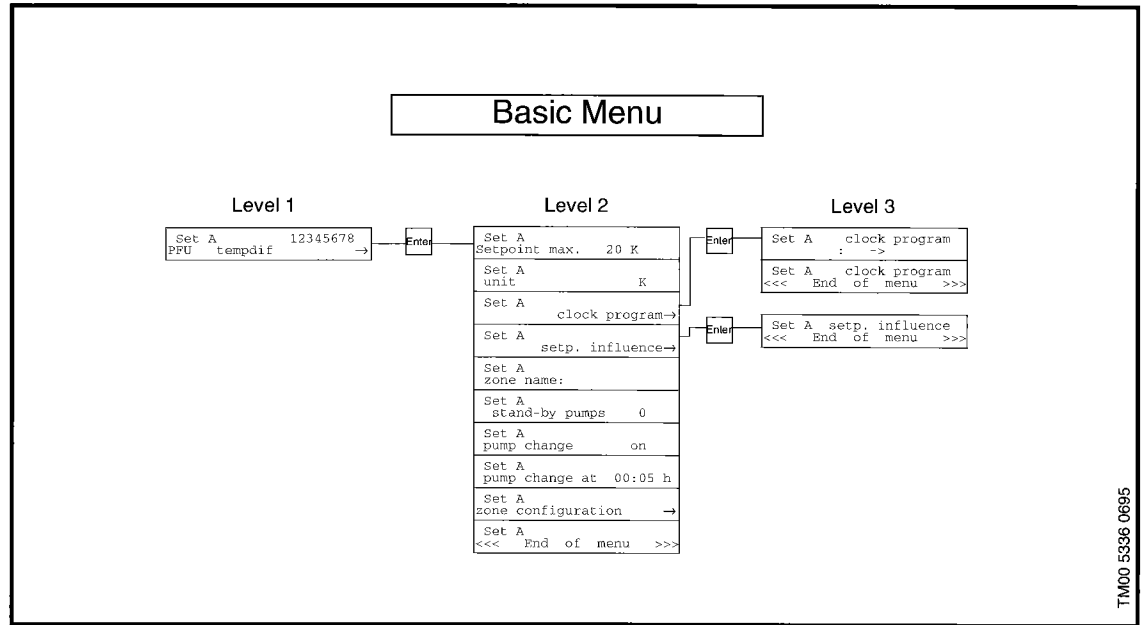 Basic Menu
Level 1
Set A 12345678
PFU tempdif →
Enter
Level 2
Set A
Setpoint max. 20 K
Set A
unit K
Set A
clock program→
Set A
setp. influence→
Set A
zone name:
Set A
stand-by pumps 0
Set A
pump change on
Set A
pump change at 00:05 h
Set A
zone configuration →
Set A
<<< End of menu >>>
Level 3
Enter
Set A clock program
: ->
Set A clock program
<<< End of menu >>>
Enter
Set A setp. influence
<<< End of menu >>>
TM00 5336 0695